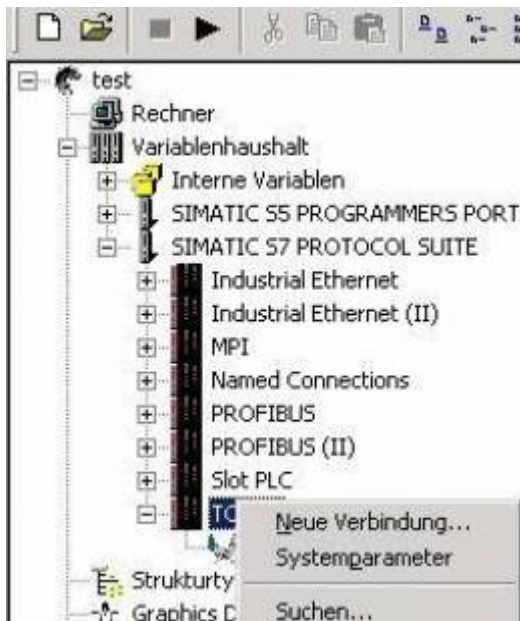 test
Rechner
Variablenhaushalt
Interne Variablen
SIMATIC S5 PROGRAMMERS PORT
SIMATIC S7 PROTOCOL SUITE
Industrial Ethernet
Industrial Ethernet (II)
MPI
Named Connections
PROFIBUS
PROFIBUS (II)
Slot PLC
Neue Verbindung...
Systemparameter
Strukturty
Graphics D
Suchen...